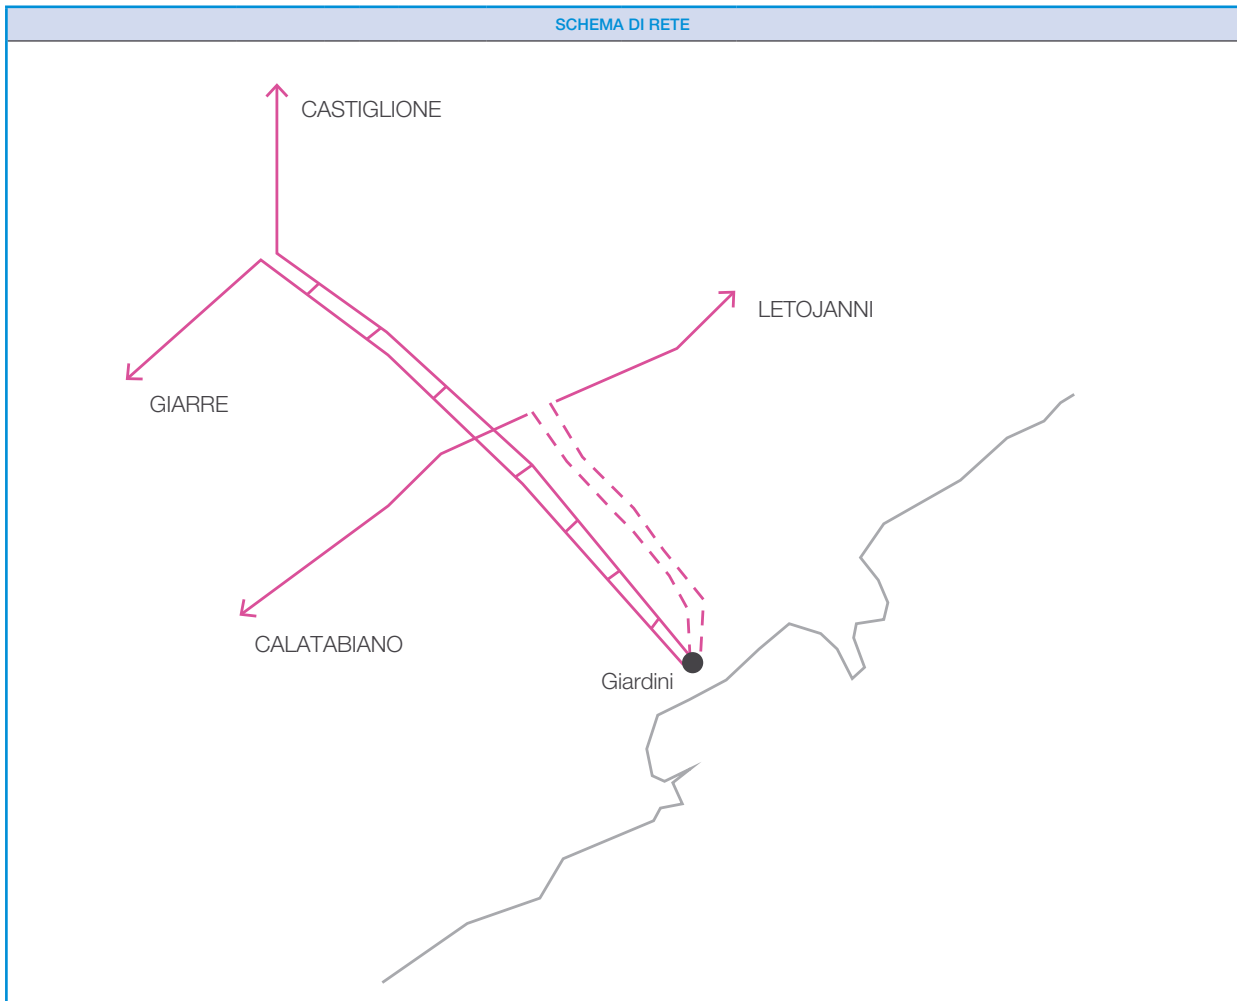 SCHEMA DI RETE
CASTIGLIONE
LETOJANNI
GIARRE
CALATABIANO
Giardini